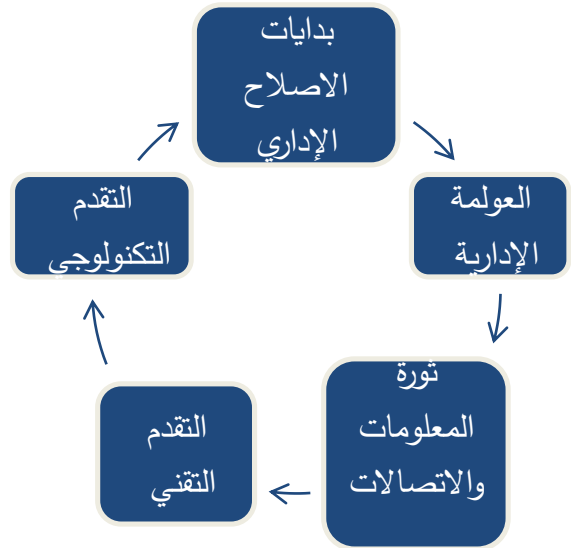 بدايات
الاصلاح
الإداري
العولمة
الإدارية
ثورة
المعلومات
والاتصالات
التقدم
التقني
التقدم
التكنولوجي